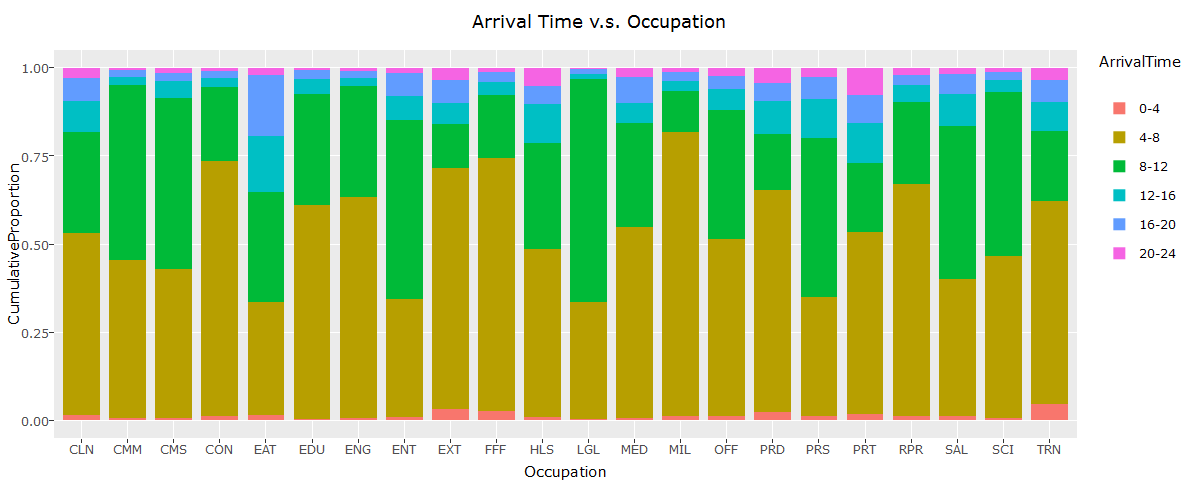 Arrival Time v.s. Occupation
CumulativeProportion
1.00
0.75
0.50
0.25
0.00
CLN CMM CMS CON EAT EDU ENG ENT EXT FFF HLS LGL MED MIL OFF PRD PRS PRT RPR SAL SCI TRN
Occupation
ArrivalTime
0-4
4-8
8-12
12-16
16-20
20-24